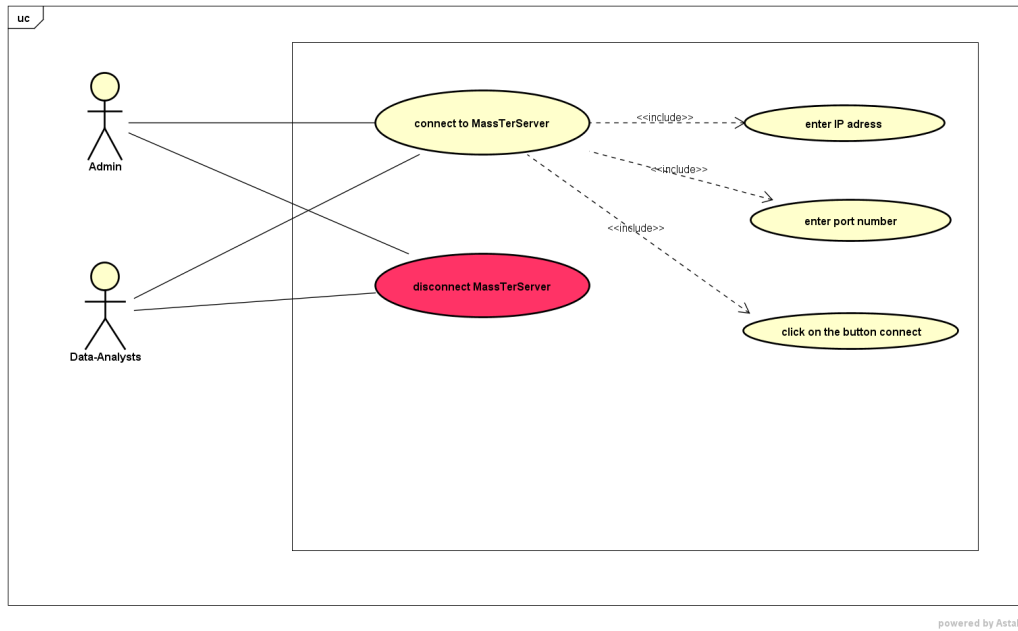 uc
connect to MassTerServer
<<include>>
enter IP adress
Admin
<<include>>
enter port number
<<include>>
disconnect MassTerServer
click on the button connect
Data-Analysts
powered by Asta